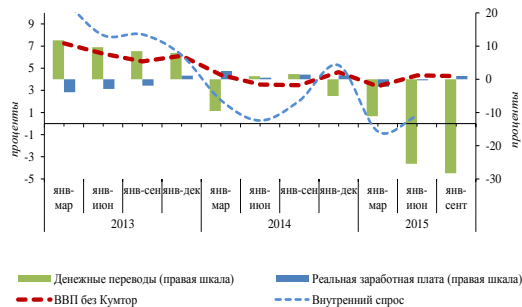 9
7
5
3
1
-1
-3
-5
проценты
20
10
0
-10
-20
-30
проценты
янв-мар
янв-июн
янв-сен
янв-дек
янв-мар
янв-июн
янв-сен
янв-дек
янв-мар
янв-июн
янв-сент
2013
2014
2015
Денежные переводы (правая шкала)
Реальная заработная плата (правая шкала)
ВВП без Кумтор
Внутренний спрос